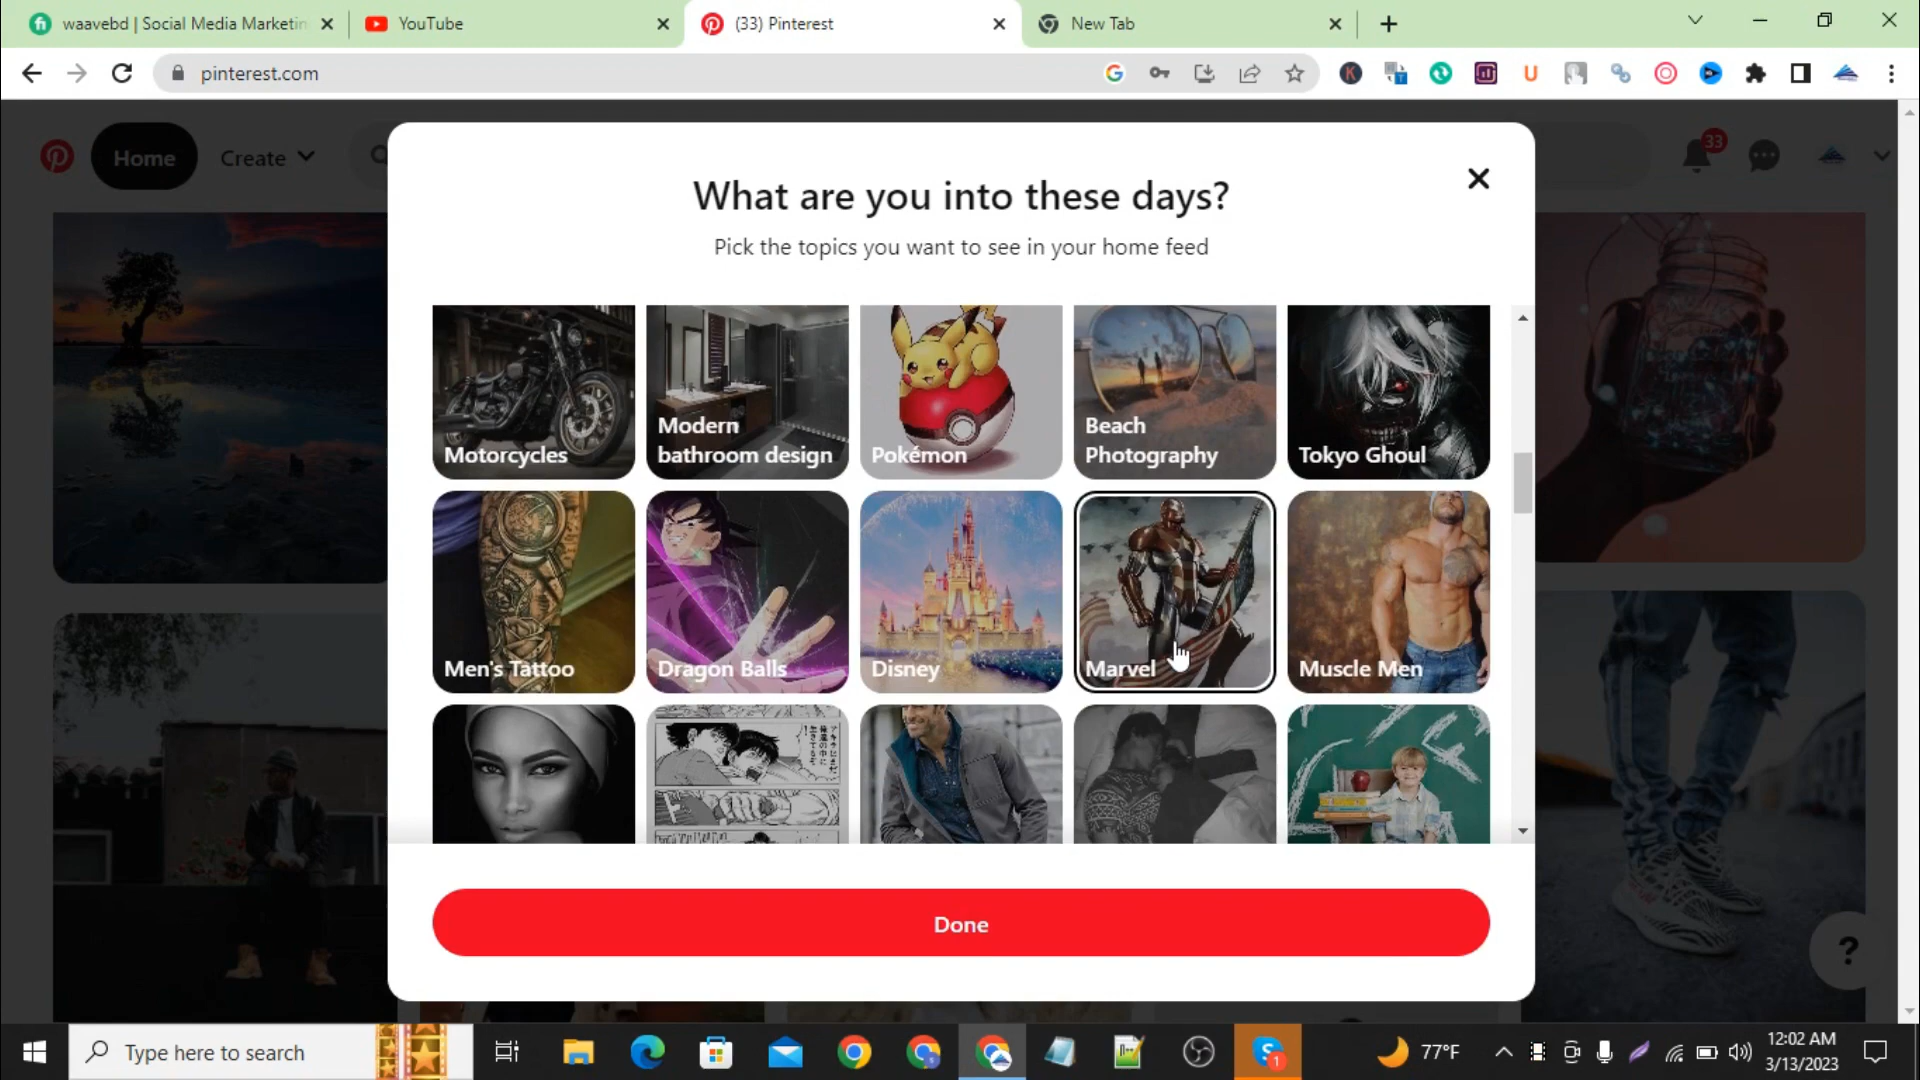 waavebd | Social Media Marketin
YouTube
(33) Pinterest
New Tab
pinterest.com
Home
Create
33
What are you into these days?
Pick the topics you want to see in your home feed
Motorcycles
Modern
bathroom design
Pokémon
Beach
Photography
Tokyo Ghoul
Men's Tattoo
Dragon Balls
Disney
Marvel
Muscle Men
Done
?
Type here to search
77°F
12:02 AM
3/13/2023